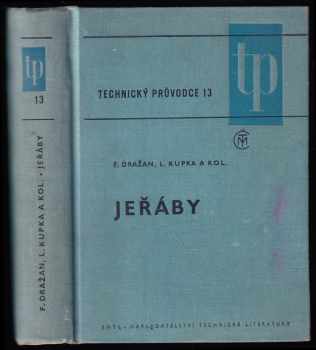 tp
13
F. DRAŽAN, L. KUPKA A KOL. - JEŘÁBY
tp
TECHNICKÝ PRŮVODCE 13
F. DRAŽAN, L. KUPKA A KOL.
JEŘÁBY
SNTL - NAKLADATELSTVÍ TECHNICKÉ LITERATURY